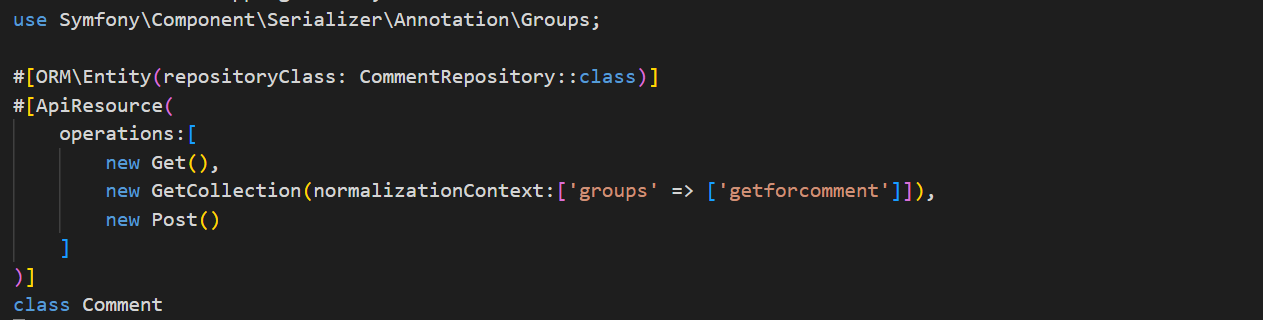 use Symfony\Component\Serializer\Annotation\Groups;
#[ORM\Entity(repositoryClass: CommentRepository::class)]
#[ApiResource(
operations:[
new Get(),
new GetCollection(normalizationContext:['groups' => ['getforcomment']]),
new Post()
]
)]
class Comment